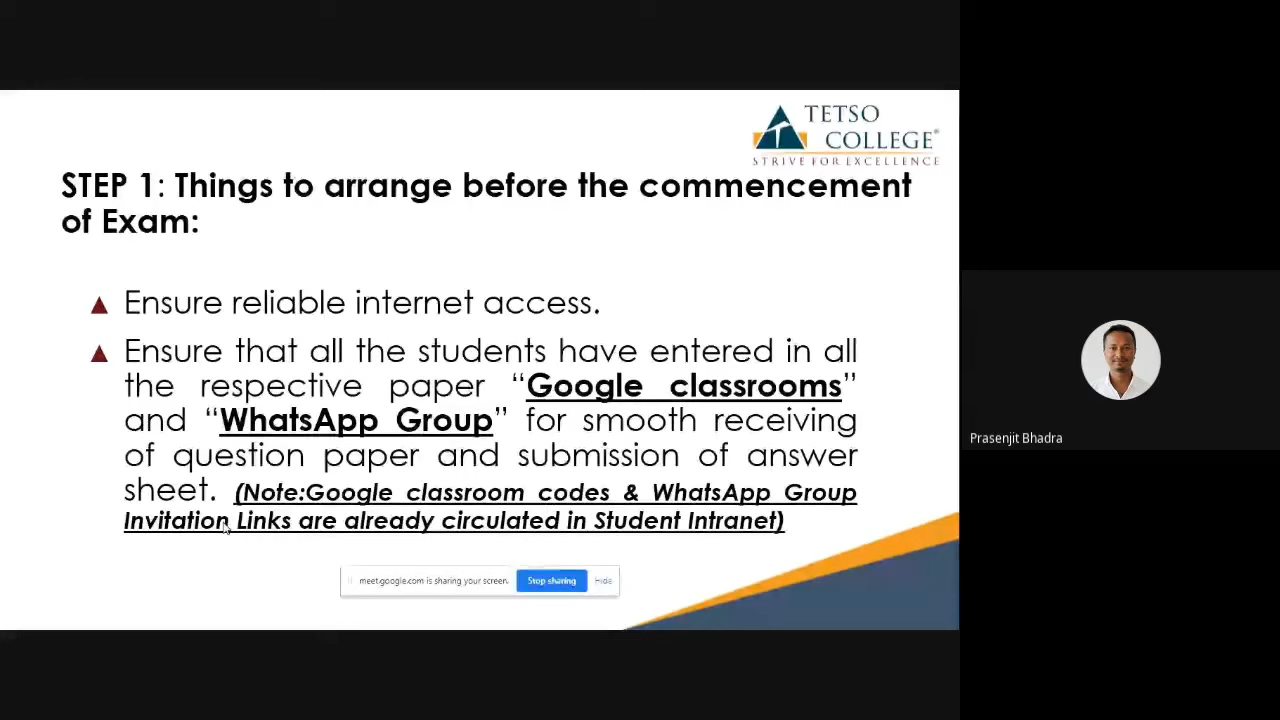 TETSO
COLLEGE®
STRIVE FOR EXCELLENCE
STEP 1: Things to arrange before the commencement
of Exam:
Ensure reliable internet access.
Ensure that all the students have entered in all
the respective paper “Google classrooms”
and “WhatsApp Group” for smooth receiving
of question paper and submission of answer
sheet. (Note:Google classroom codes & WhatsApp Group
Invitation Links are already circulated in Student Intranet)
meet.google.com is sharing your screen. Stop sharing Hide
Prasenjit Bhadra